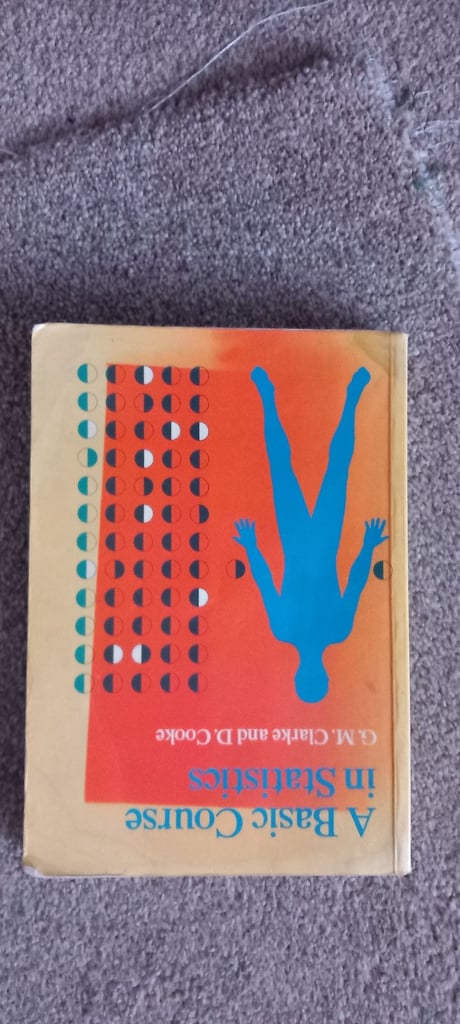 A Basic Course
in Statistics
G.M. Clarke and D. Cooke